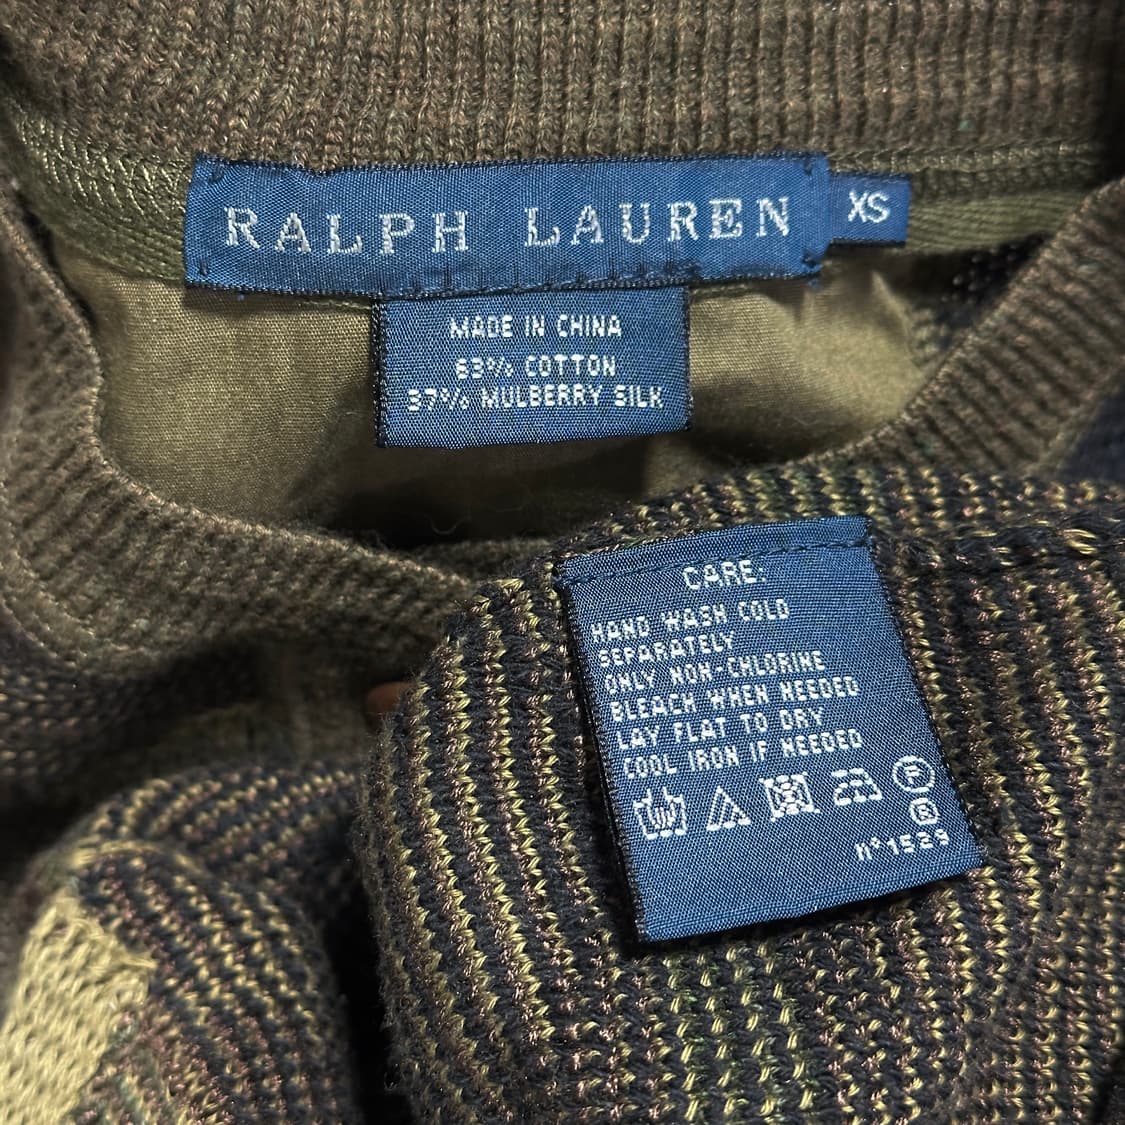 RALPH LAUREN
XS
MADE IN CHINA
63% COTTON
37% MULBERRY SILK
CARE:
HAND WASH COLD
SEPARATELY
ONLY NON-CHLORINE
BLEACH WHEN NEEDED
LAY FLAT TO DRY
COOL IRON IF NEEDED
P
n°1529